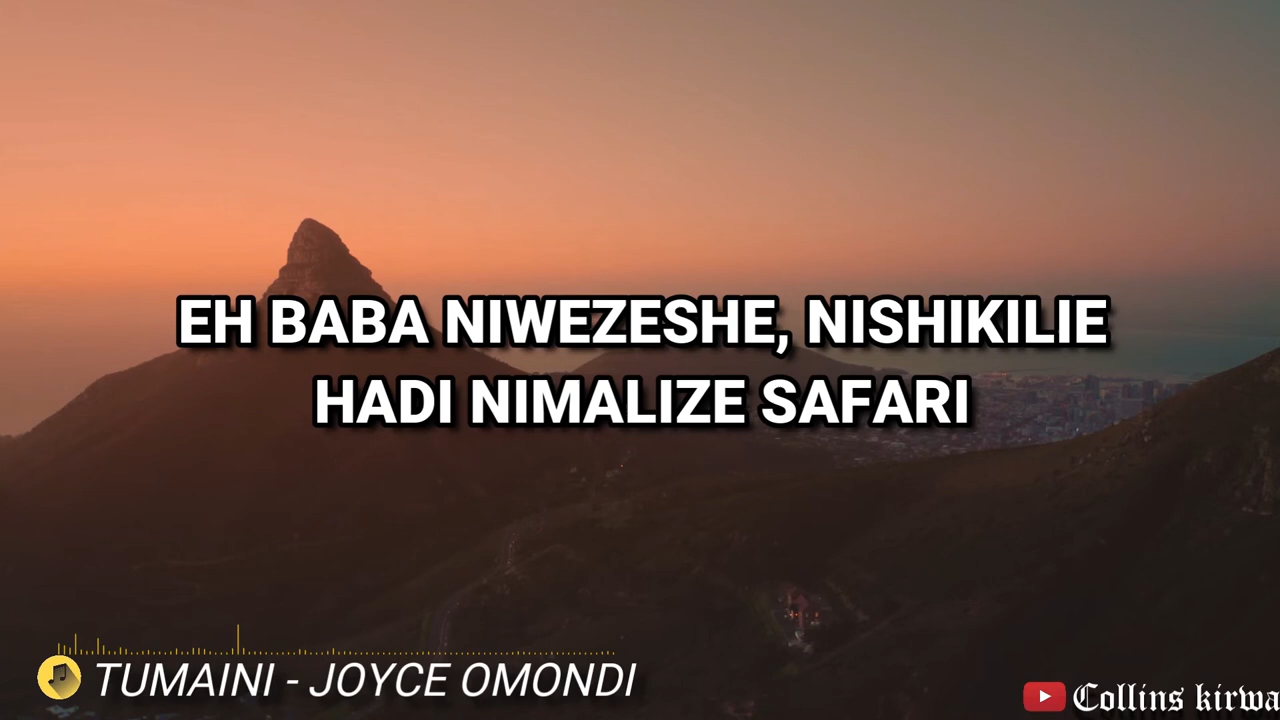 EH BABA NIWEZESHE, NISHIKILIE
HADI NIMALIZE SAFARI
TUMAINI - JOYCE OMONDI
Collins kirwa